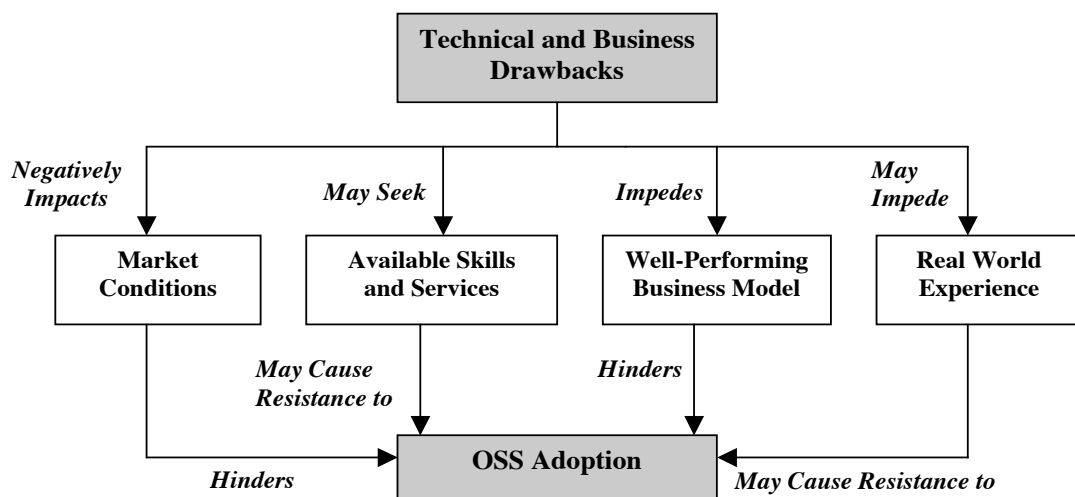 Technical and Business
Drawbacks
Negatively
Impacts
May Seek
Impedes
May
Impede
Market
Conditions
Available Skills
and Services
Well-Performing
Business Model
Real World
Experience
May Cause
Resistance to
Hinders
OSS Adoption
Hinders
May Cause Resistance to